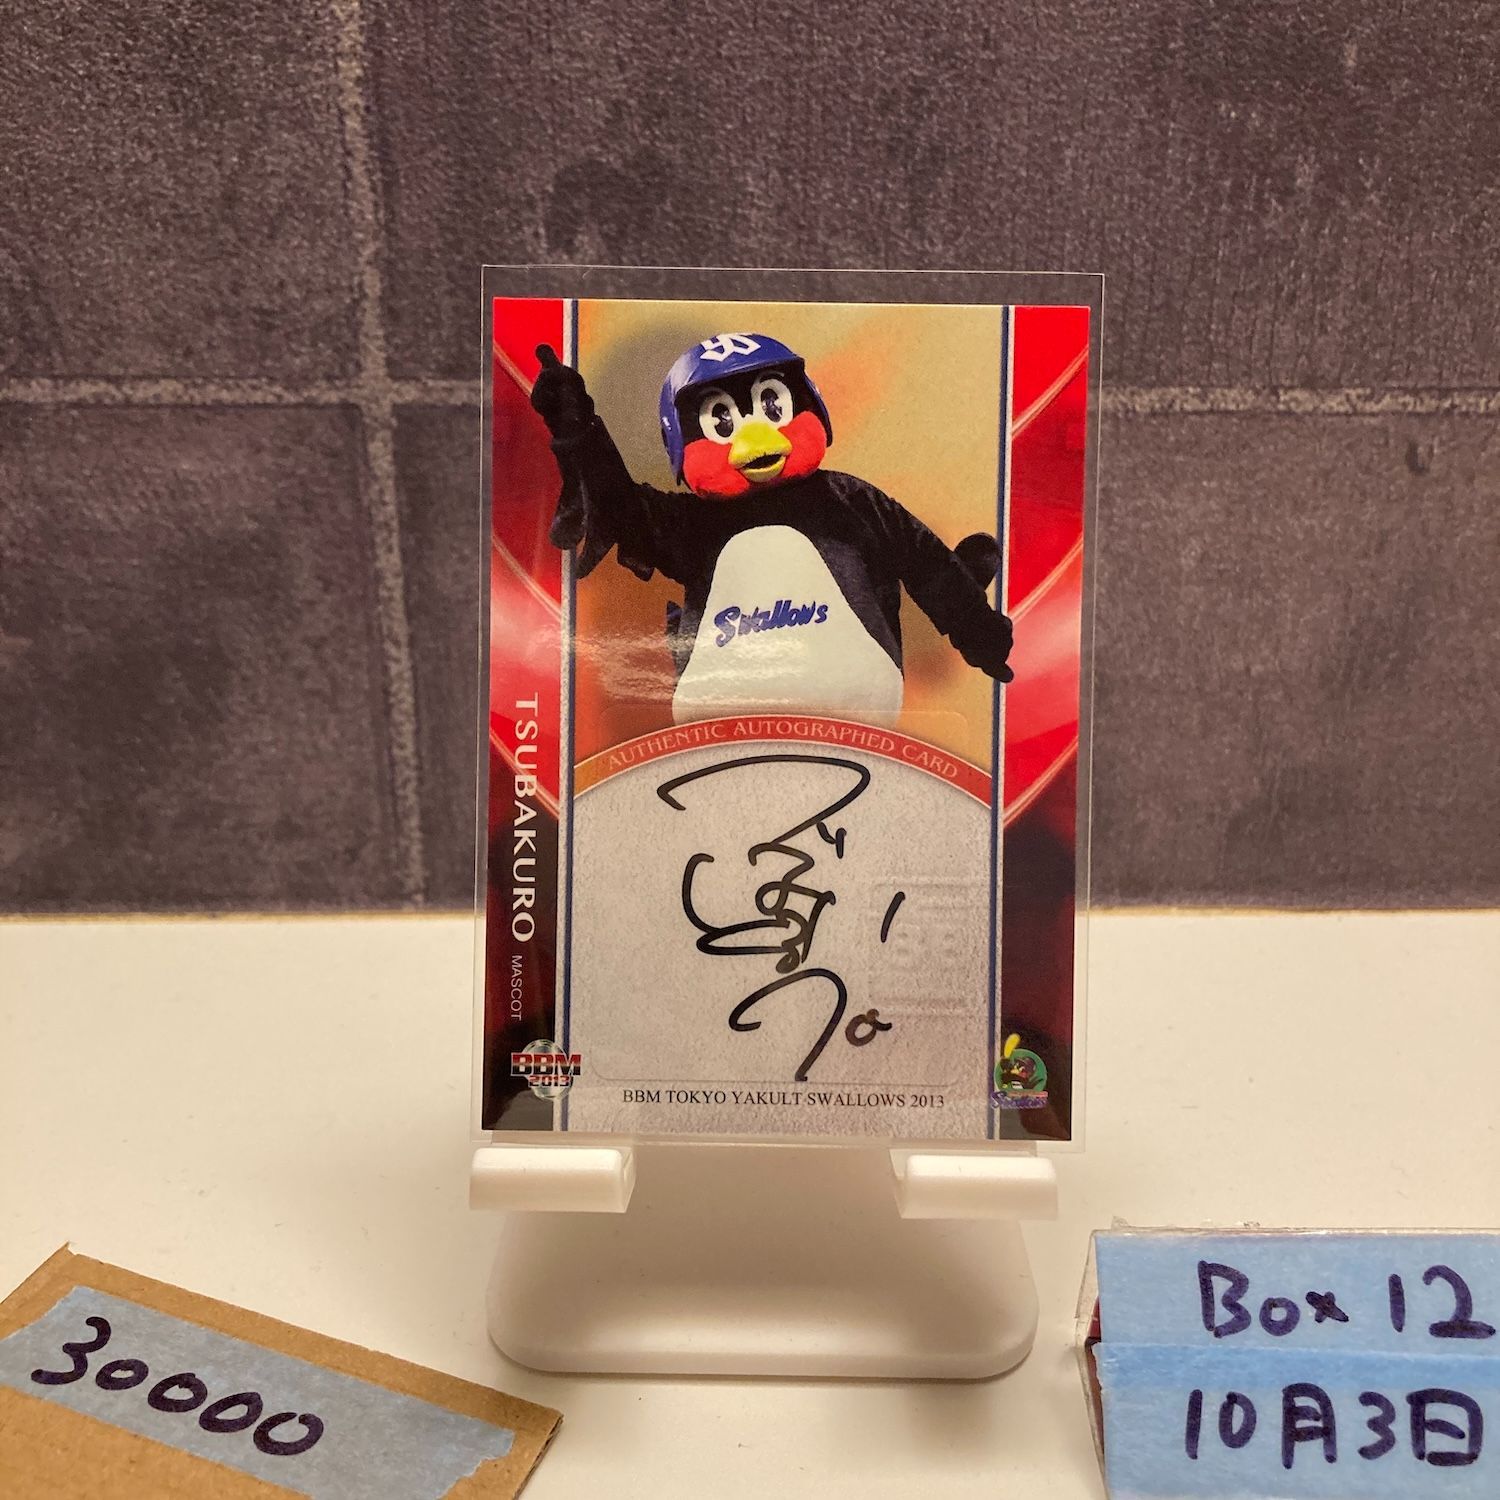 YS
Swallows
AUTHENTIC AUTOGRAPHED CARD
TSUBAKURO MASCOT
BBM
2013
Swallows
BBM TOKYO YAKULT SWALLOWS 2013
30000
Box 12
10月3日